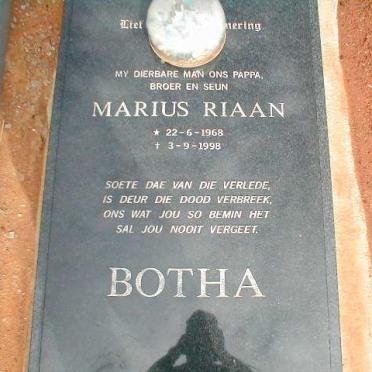 MY DIERBARE MAN ONS PAPPA,
BROER EN SEUN
MARIUS RIAAN
★ 22-6-1968
† 3-9-1998
SOETE DAE VAN DIE VERLEDE,
IS DEUR DIE DOOD VERBREEK,
ONS WAT JOU SO BEMIN HET
SAL JOU NOOIT VERGEET.
BOTHA